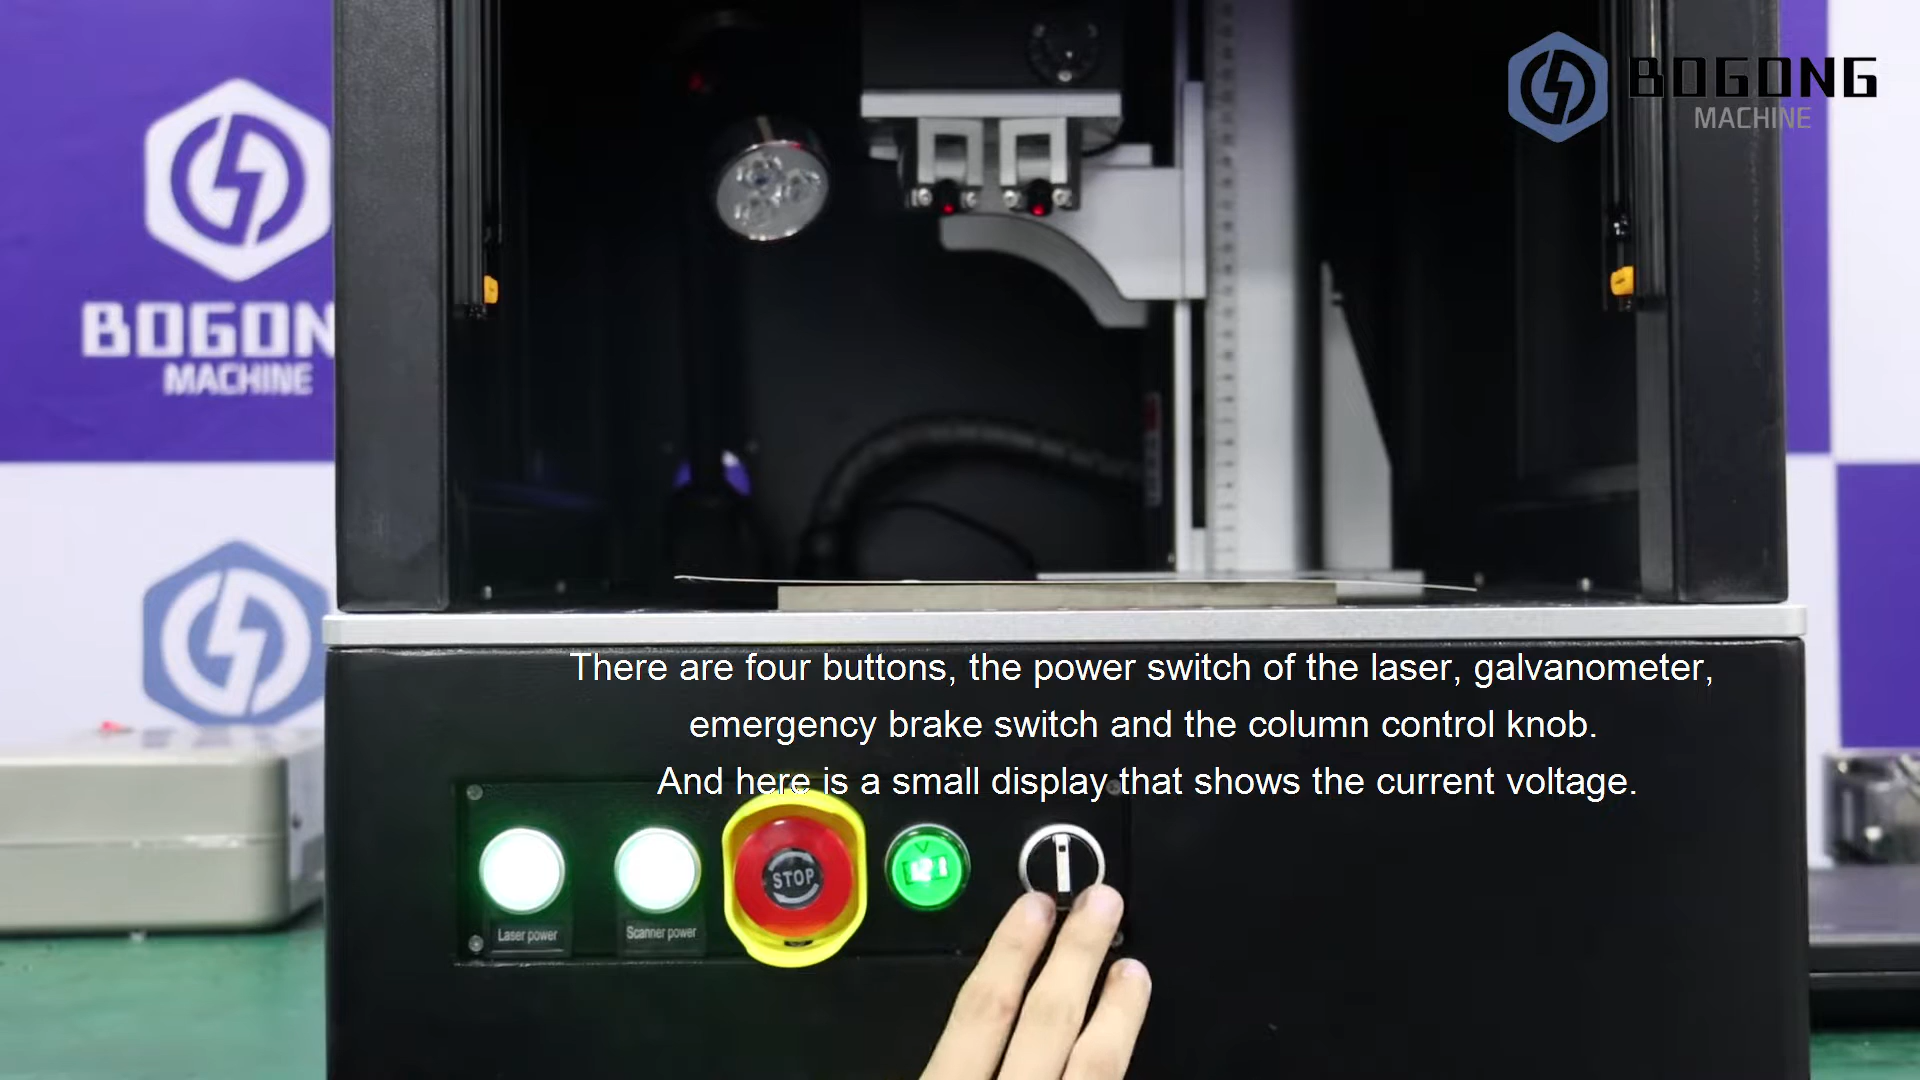 BOGONG
MACHINE
BOGON
MACHINE
There are four buttons, the power switch of the laser, galvanometer,
emergency brake switch and the column control knob.
And here is a small display that shows the current voltage.
STOP
V
121
Laser power
Scanner power